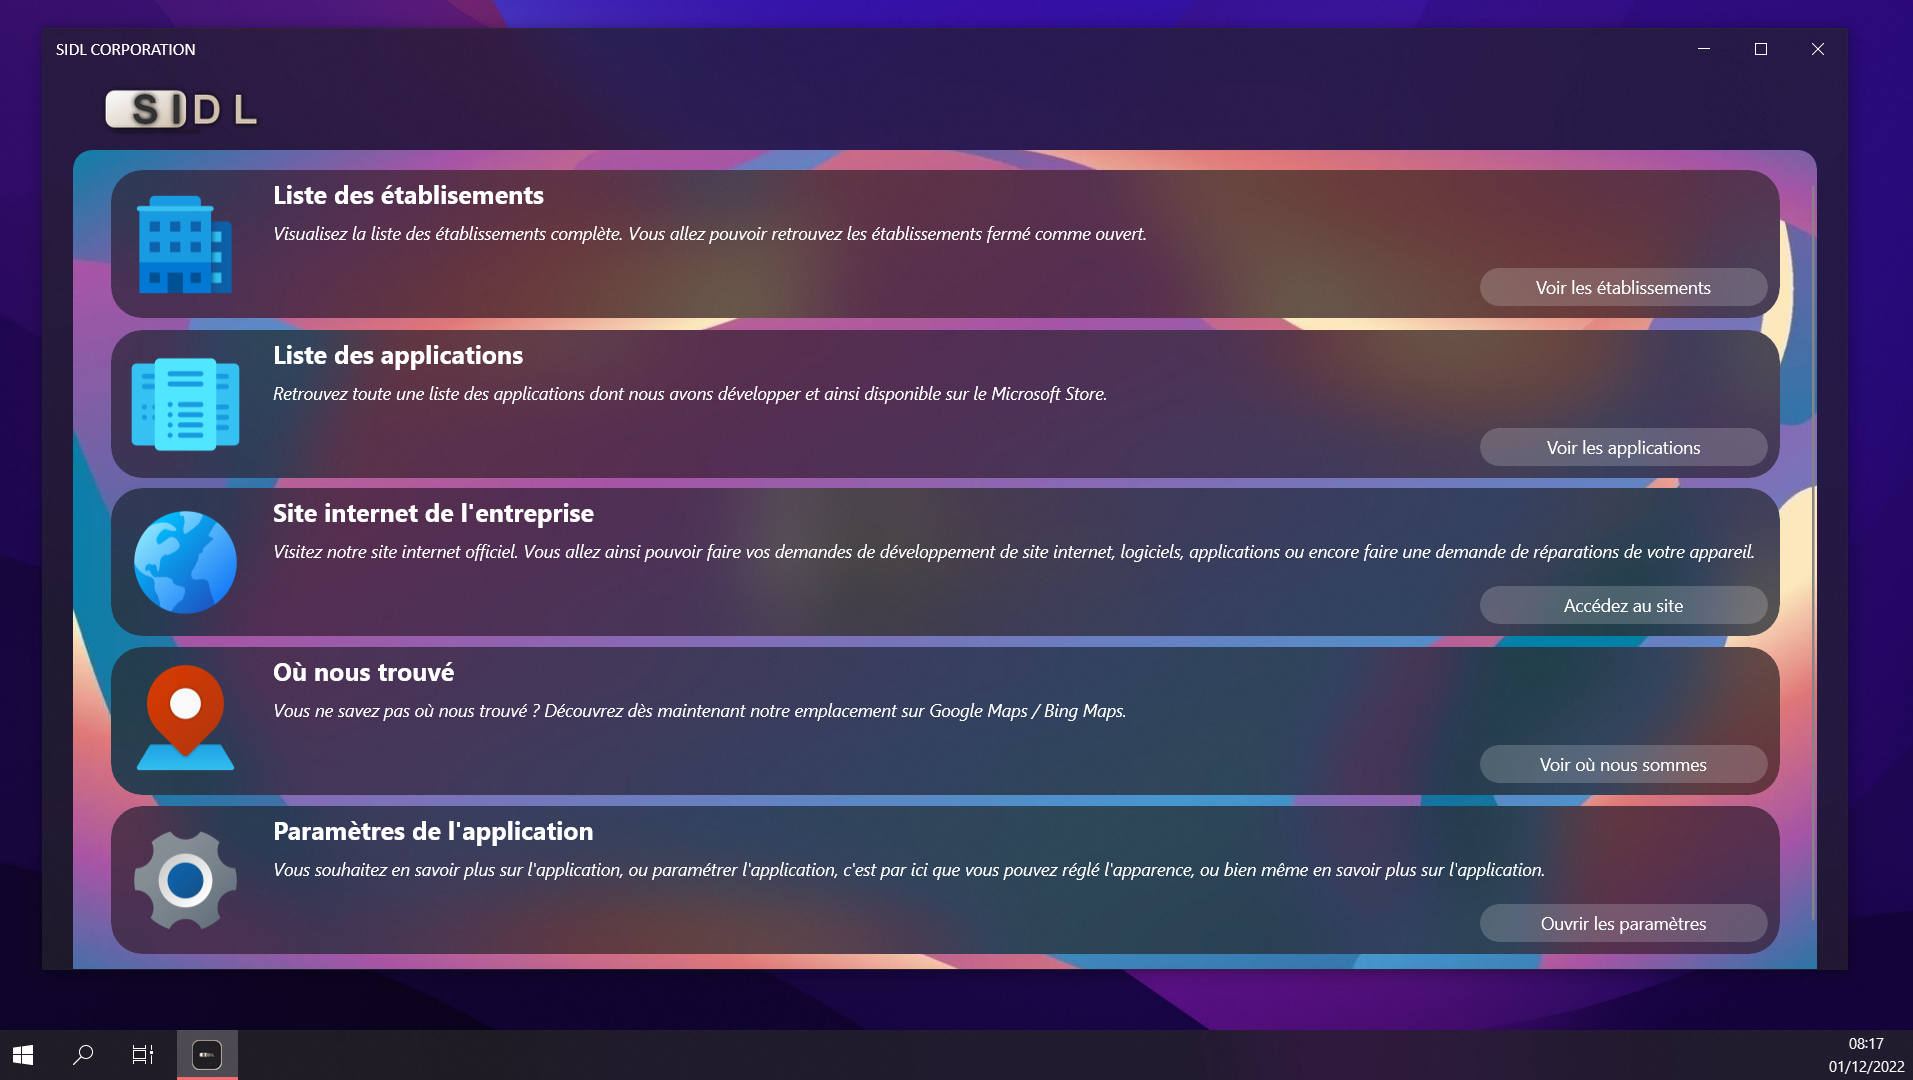 SIDL CORPORATION
SIDL
Liste des établisements
Visualisez la liste des établissements complète. Vous allez pouvoir retrouvez les établissements fermé comme ouvert.
Voir les établissements
Liste des applications
Retrouvez toute une liste des applications dont nous avons développer et ainsi disponible sur le Microsoft Store.
Voir les applications
Site internet de l'entreprise
Visitez notre site internet officiel. Vous allez ainsi pouvoir faire vos demandes de développement de site internet, logiciels, applications ou encore faire une demande de réparations de votre appareil.
Accédez au site
Où nous trouvé
Vous ne savez pas où nous trouvé ? Découvrez dès maintenant notre emplacement sur Google Maps / Bing Maps.
Voir où nous sommes
Paramètres de l'application
Vous souhaitez en savoir plus sur l'application, ou paramétrer l'application, c'est par ici que vous pouvez réglé l'apparence, ou bien même en savoir plus sur l'application.
Ouvrir les paramètres
08:17
01/12/2022